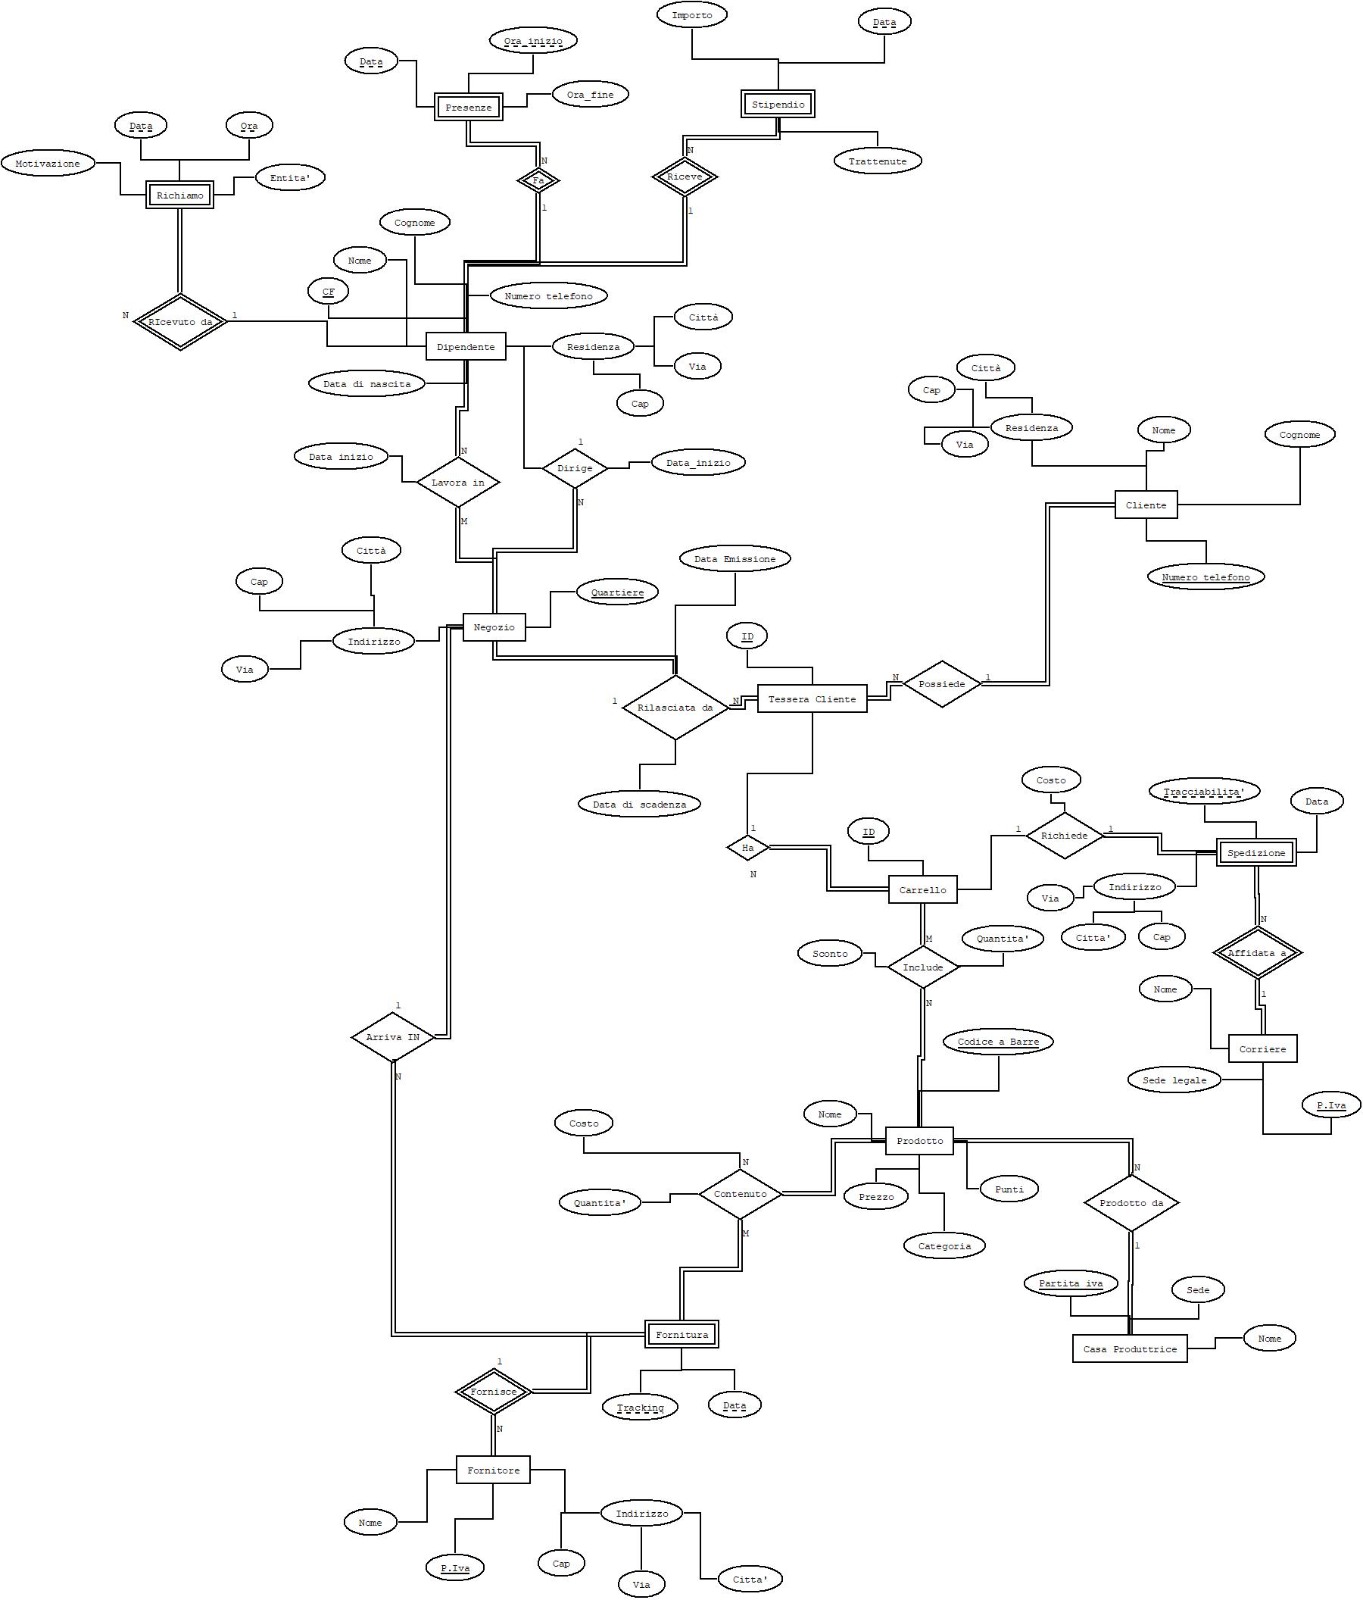 Importo
Data
Ora_inizio
Data
Ora_fine
Presenze
Stipendio
Data
Ora
Trattenute
Motivazione
Entita'
Richiamo
N
N
Fa
Riceve
1
1
Cognome
Nome
CF
Numero telefono
N
RIcevuto da
1
Città
Dipendente
Residenza
Via
Data di nascita
Cap
Città
Cap
Residenza
Nome
Cognome
Via
1
Data inizio
N
Dirige
Data_inizio
Lavora in
N
M
Cliente
Città
Data Emissione
Numero telefono
Cap
Quartiere
Negozio
Indirizzo
ID
Via
N
Possiede
1
1
Rilasciata da
N
Tessera Cliente
Costo
Tracciabilita'
Data
Data di scadenza
1
ID
1
Richiede
1
Ha
Spedizione
N
Carrello
Indirizzo
Via
N
Citta'
Cap
M
Quantita'
Sconto
Include
Affidata a
Nome
1
N
1
Arriva IN
Codice a Barre
Corriere
N
Sede legale
P.Iva
Costo
Nome
Prodotto
N
N
Contenuto
Quantita'
Prezzo
Punti
Prodotto da
M
Categoria
1
Partita iva
Sede
Fornitura
Nome
Casa Produttrice
1
Fornisce
Tracking
Data
N
Fornitore
Nome
Indirizzo
P.Iva
Cap
Via
Citta'